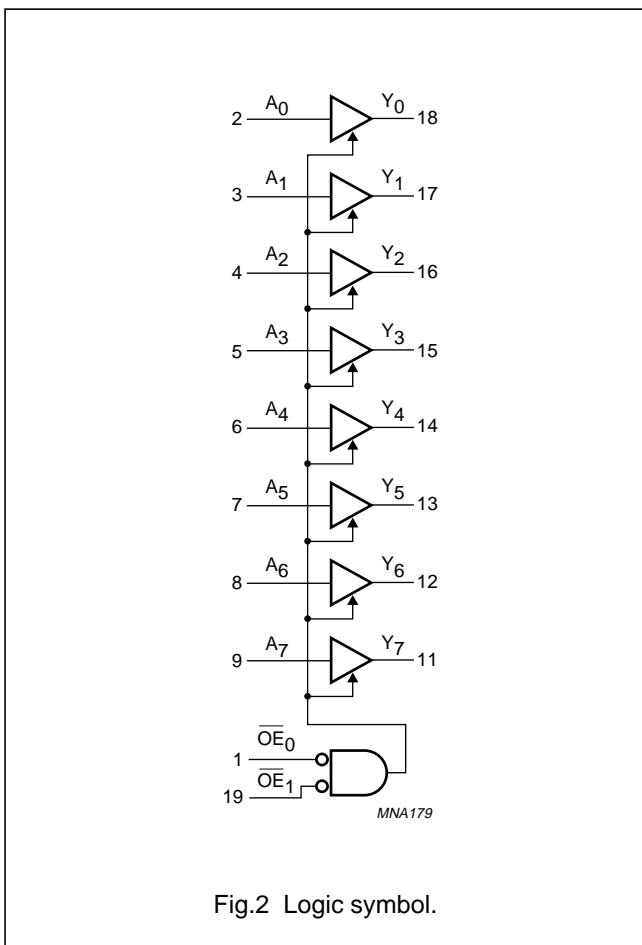 2 A0 Y0 18
3 A1 Y1 17
4 A2 Y2 16
5 A3 Y3 15
6 A4 Y4 14
7 A5 Y5 13
8 A6 Y6 12
9 A7 Y7 11
1 O̅E̅0
19 O̅E̅1
MNA179
Fig.2 Logic symbol.